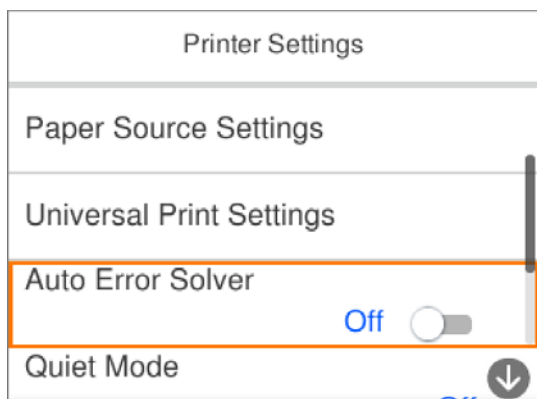 Printer Settings
Paper Source Settings
Universal Print Settings
Auto Error Solver
Off
Quiet Mode